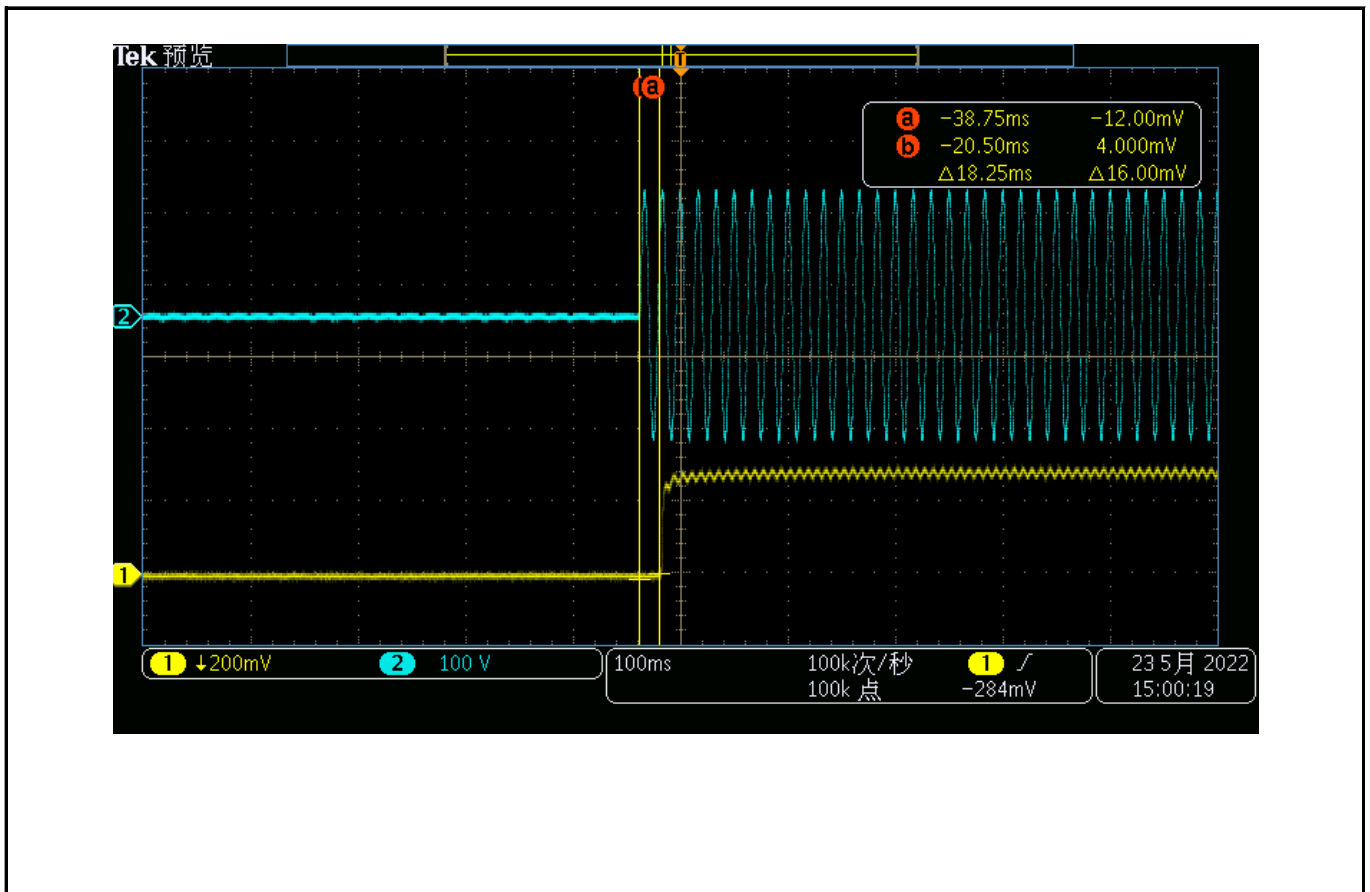 Tek 预览
T
a
a -38.75ms -12.00mV
b -20.50ms 4.000mV
△18.25ms △16.00mV
2
1
1 ↓200mV 2 100 V
100ms 100k次/秒 1 /
100k 点 -284mV
23 5月 2022
15:00:19